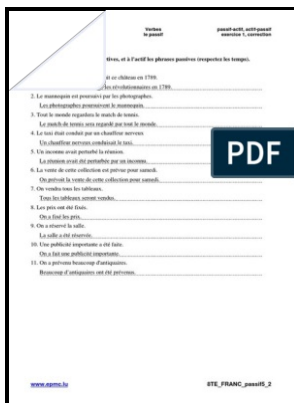 Verbes
le passif
passif-actif, actif-passif
exercice 1, correction
ctives, et à l'actif les phrases passives (respectez les temps).
it ce château en 1789.
les révolutionnaires en 1789.
2. Le mannequin est poursuivi par les photographes.
Les photographes poursuivent le mannequin.
3. Tout le monde regardera le match de tennis.
Le match de tennis sera regardé par tout le monde.
4. Le taxi était conduit par un chauffeur nerveux.
Un chauffeur nerveux conduisait le taxi.
5. Un inconnu avait perturbé la réunion.
La réunion avait été perturbée par un inconnu.
6. La vente de cette collection est prévue pour samedi.
On prévoit la vente de cette collection pour samedi.
7. On vendra tous les tableaux.
Tous les tableaux seront vendus.
8. Les prix ont été fixés.
On a fixé les prix.
9. On a réservé la salle.
La salle a été réservée.
10. Une publicité importante a été faite.
On a fait une publicité importante.
11. On a prévenu beaucoup d'antiquaires.
Beaucoup d'antiquaires ont été prévenus.
PDF
www.epmc.lu
8TE_FRANC_passif5_2